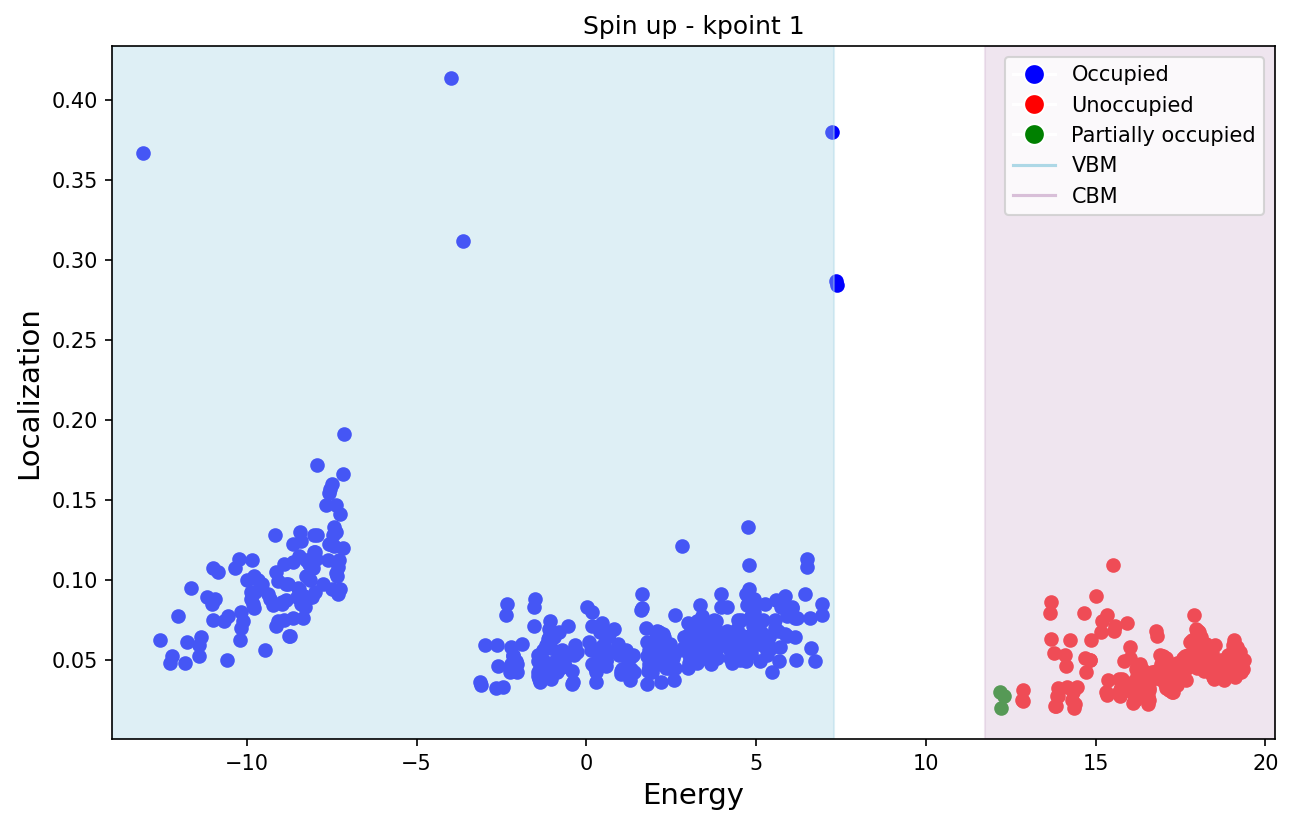 Spin up - kpoint 1
Localization
0.40
0.35
0.30
0.25
0.20
0.15
0.10
0.05
Occupied
Unoccupied
Partially occupied
VBM
CBM
−10
−5
0
5
10
15
20
Energy